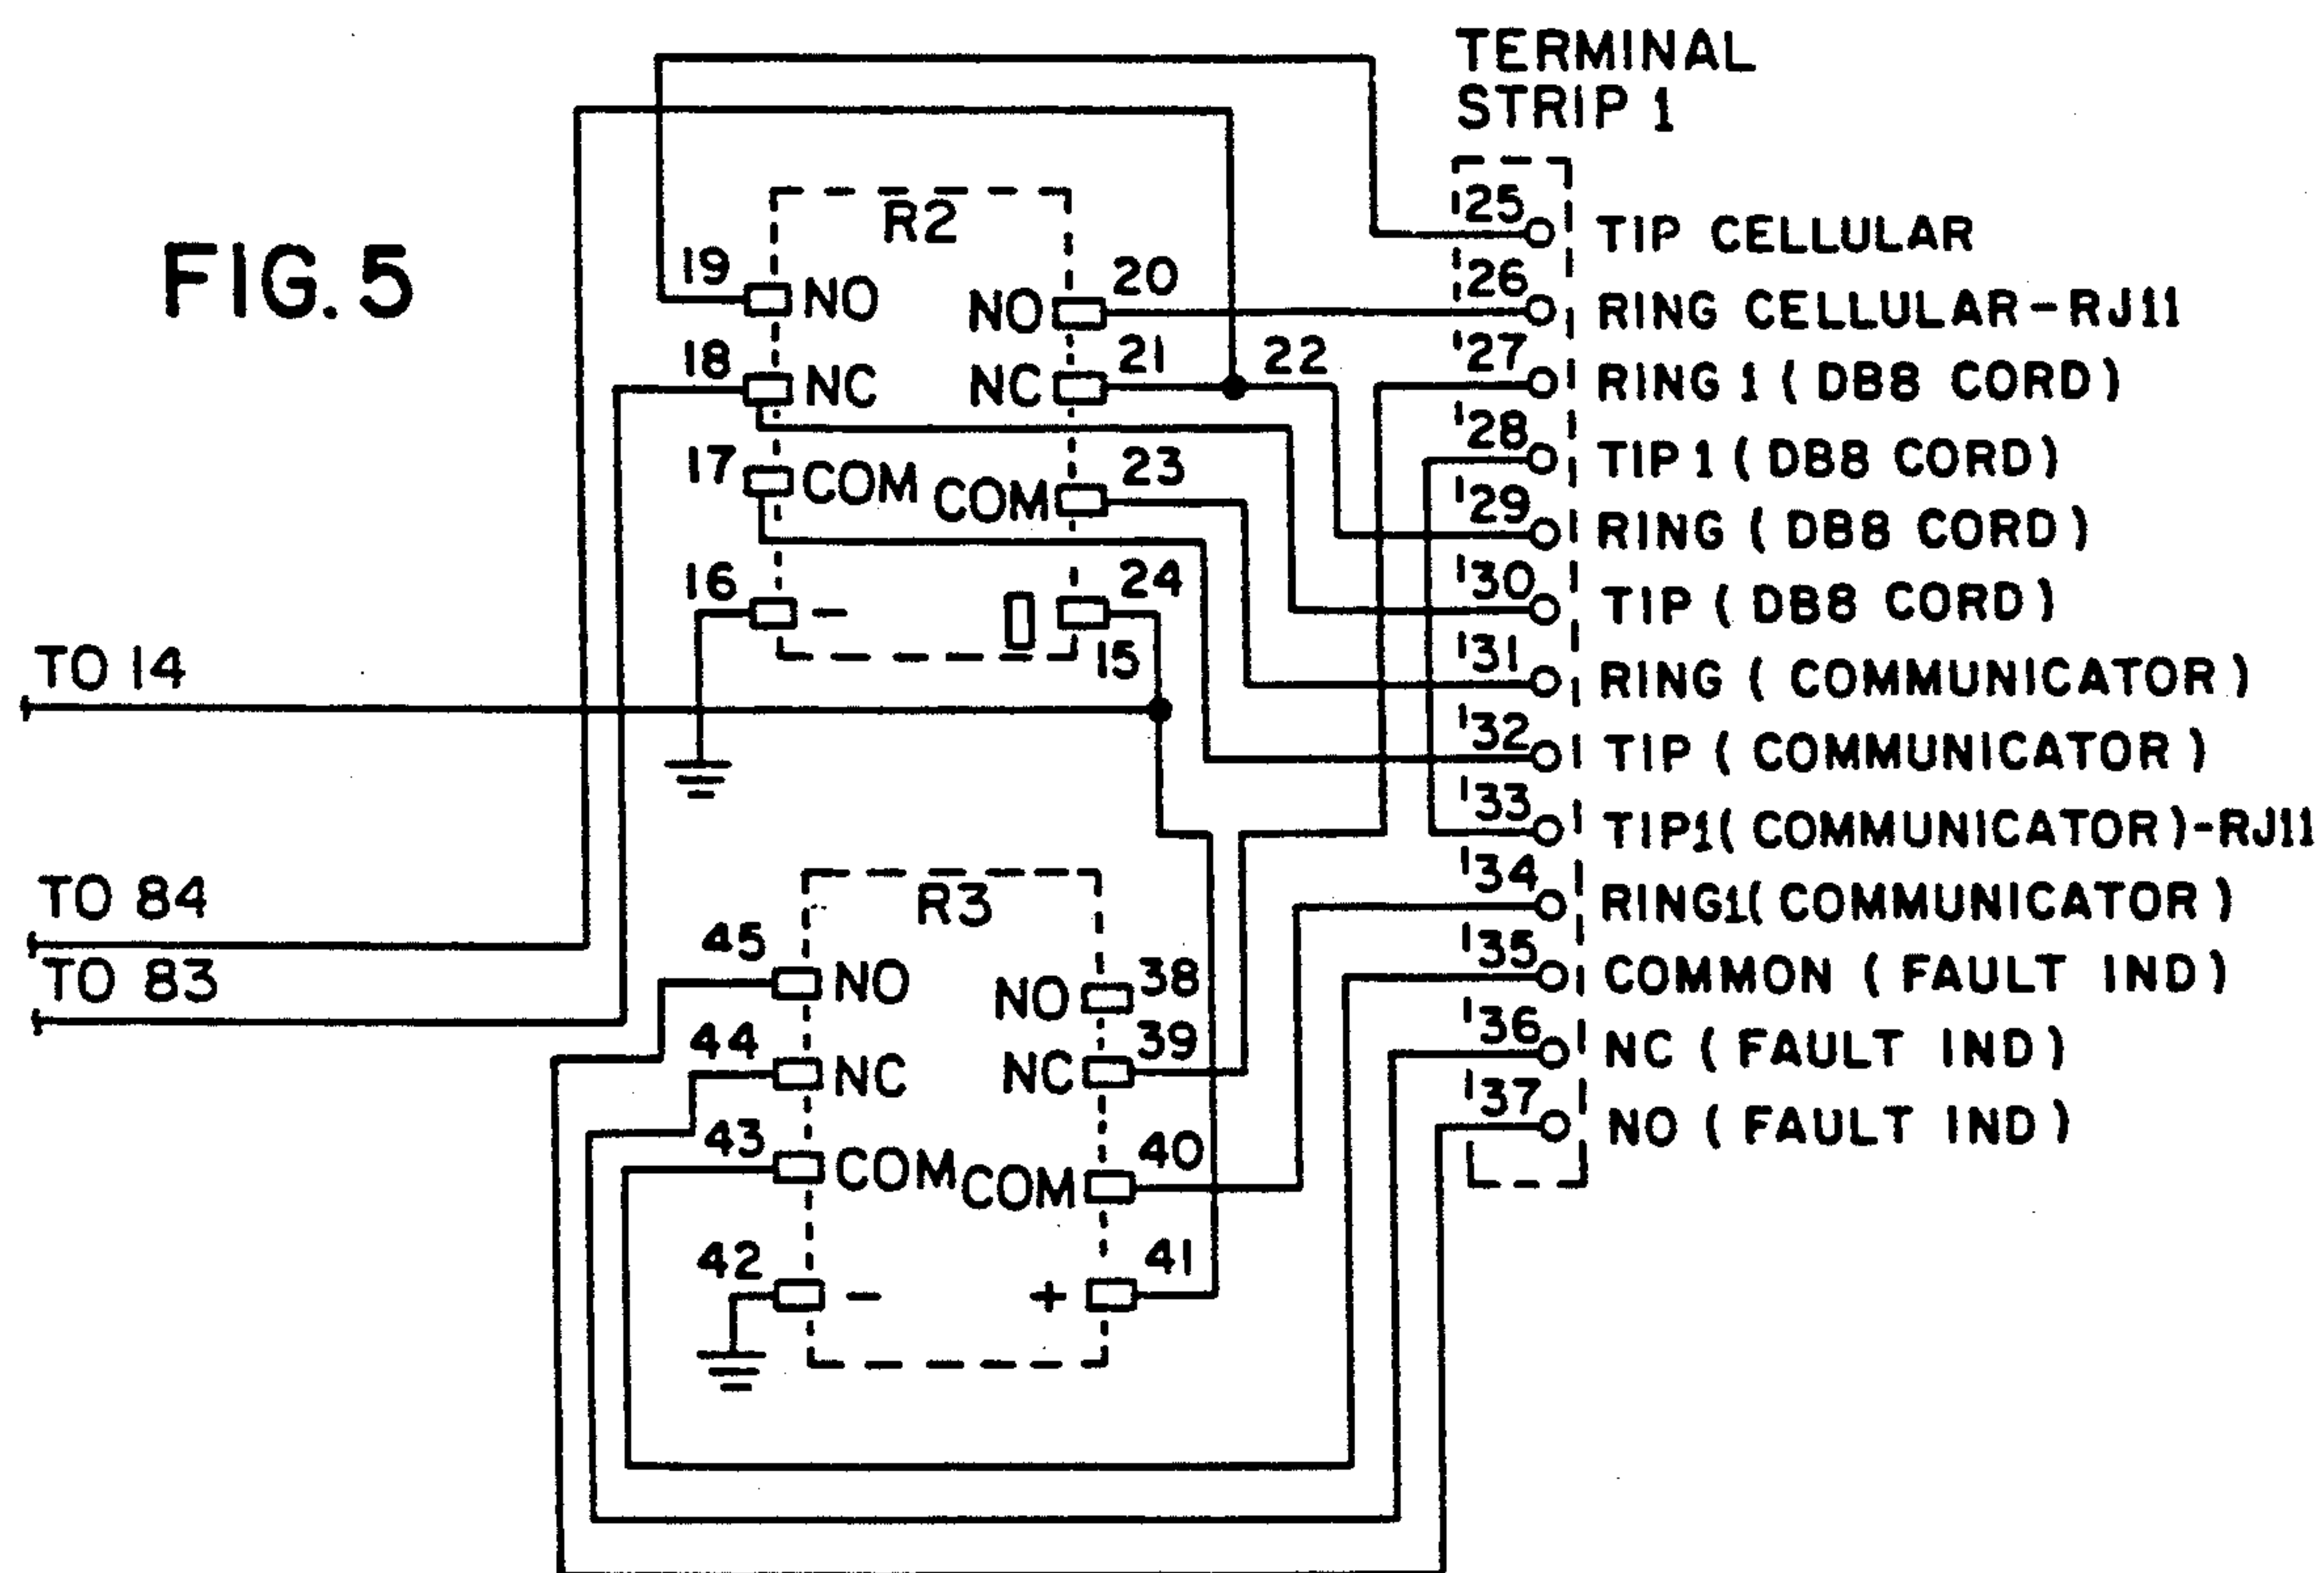 FIG. 5
TERMINAL
STRIP 1
R2
19 NO
NO 20
18 NC
NC 21
22
17 COM
COM 23
16 -
24
15
TO 14
TO 84
TO 83
R3
45 NO
NO 38
44 NC
NC 39
43 COM
COM 40
42 -
+ 41
25 TIP CELLULAR
26 RING CELLULAR-RJ11
27 RING 1 (DB8 CORD)
28 TIP 1 (DB8 CORD)
29 RING (DB8 CORD)
30 TIP (DB8 CORD)
31 RING (COMMUNICATOR)
32 TIP (COMMUNICATOR)
33 TIP1(COMMUNICATOR)-RJ11
34 RING1(COMMUNICATOR)
35 COMMON (FAULT IND)
36 NC (FAULT IND)
37 NO (FAULT IND)